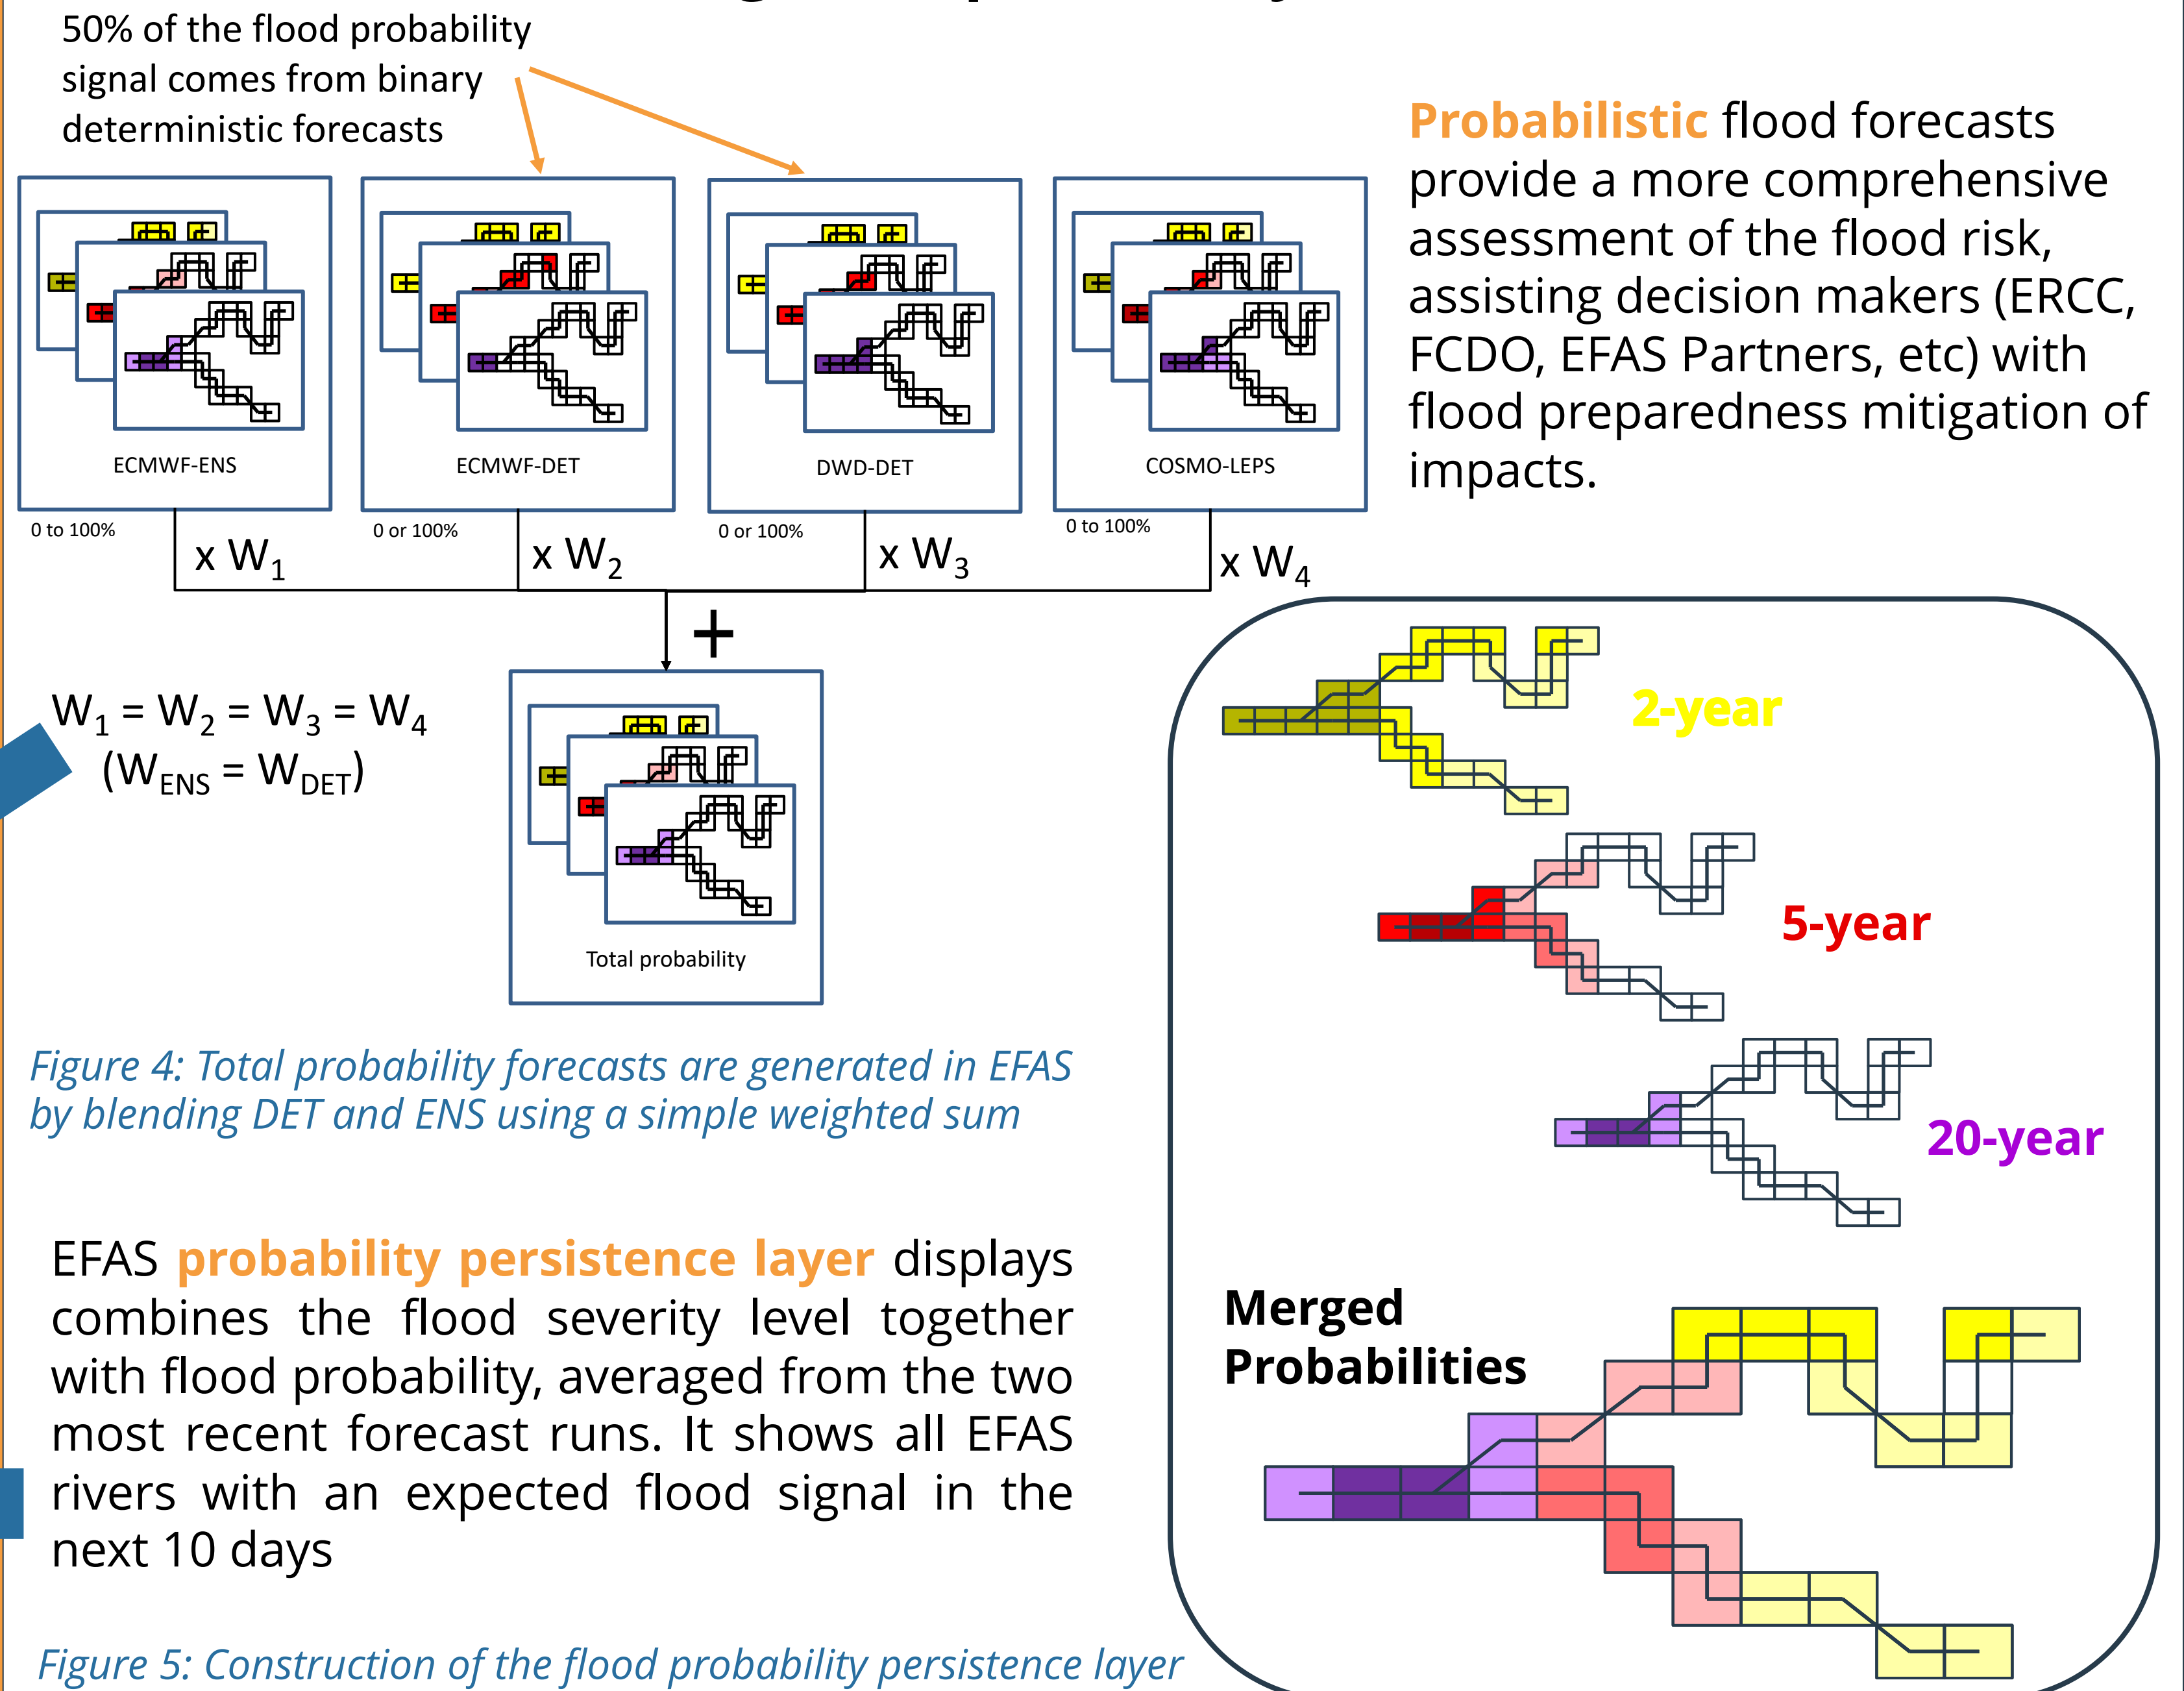 50% of the flood probability
signal comes from binary
deterministic forecasts
Probabilistic flood forecasts
provide a more comprehensive
assessment of the flood risk,
assisting decision makers (ERCC,
FCDO, EFAS Partners, etc) with
flood preparedness mitigation of
impacts.
ECMWF-ENS
ECMWF-DET
DWD-DET
COSMO-LEPS
0 to 100%
0 or 100%
0 or 100%
0 to 100%
x W1
x W2
x W3
x W4
+
W1 = W2 = W3 = W4
(WENS = WDET)
Total probability
Figure 4: Total probability forecasts are generated in EFAS
by blending DET and ENS using a simple weighted sum
EFAS probability persistence layer displays
combines the flood severity level together
with flood probability, averaged from the two
most recent forecast runs. It shows all EFAS
rivers with an expected flood signal in the
next 10 days
2-year
5-year
20-year
Merged
Probabilities
Figure 5: Construction of the flood probability persistence layer